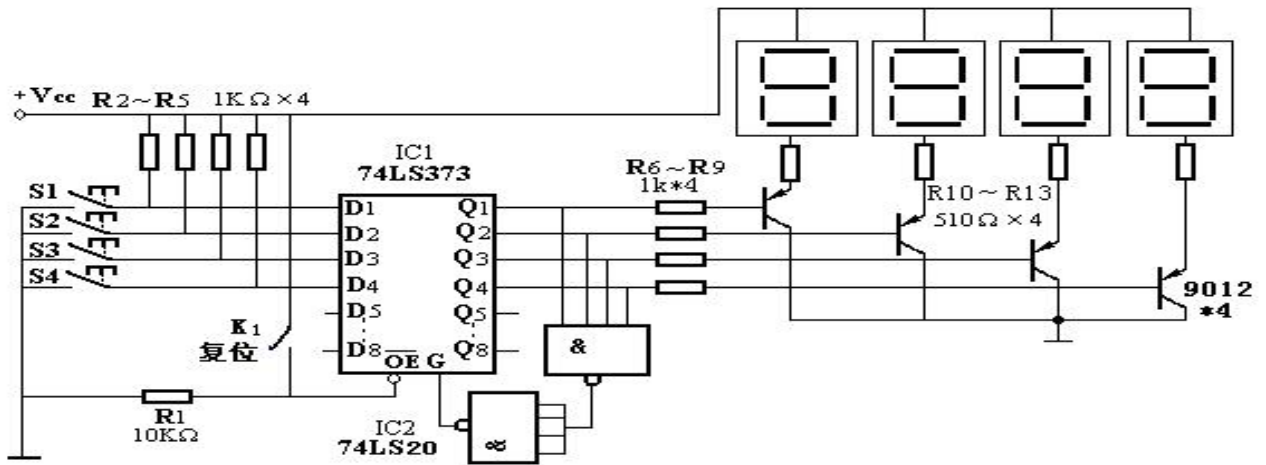 +Vcc R2~R5 1KΩ×4
IC1
74LS373
R6~R9
1k*4
S1
S2
S3
S4
D1
D2
D3
D4
D5
D8
Q1
Q2
Q3
Q4
Q5
Q8
OE G
R10~R13
510Ω×4
9012
*4
K1
复位
&
R1
10KΩ
IC2
74LS20
&